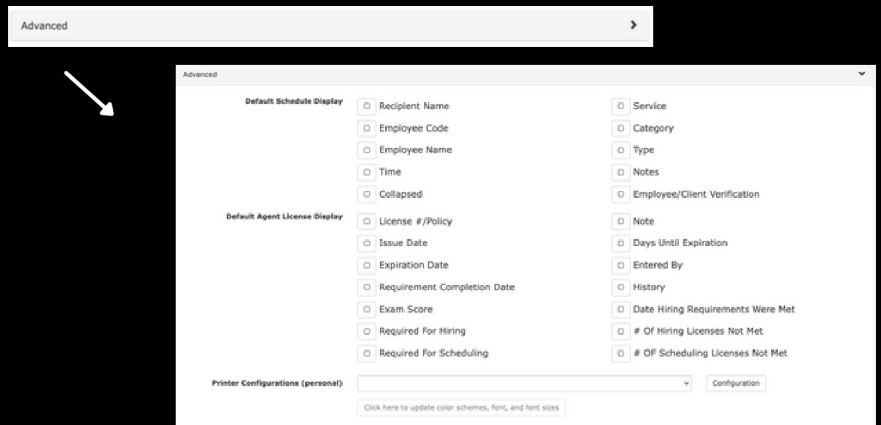 Advanced
Advanced
Default Schedule Display
Recipient Name
Service
Employee Code
Category
Employee Name
Type
Time
Notes
Collapsed
Employee/Client Verification
Default Agent License Display
License #/Policy
Note
Issue Date
Days Until Expiration
Expiration Date
Entered By
Requirement Completion Date
History
Exam Score
Date Hiring Requirements Were Met
Required For Hiring
# Of Hiring Licenses Not Met
Required For Scheduling
# OF Scheduling Licenses Not Met
Printer Configurations (personal)
Configuration
Click here to update color schemes, font, and font sizes